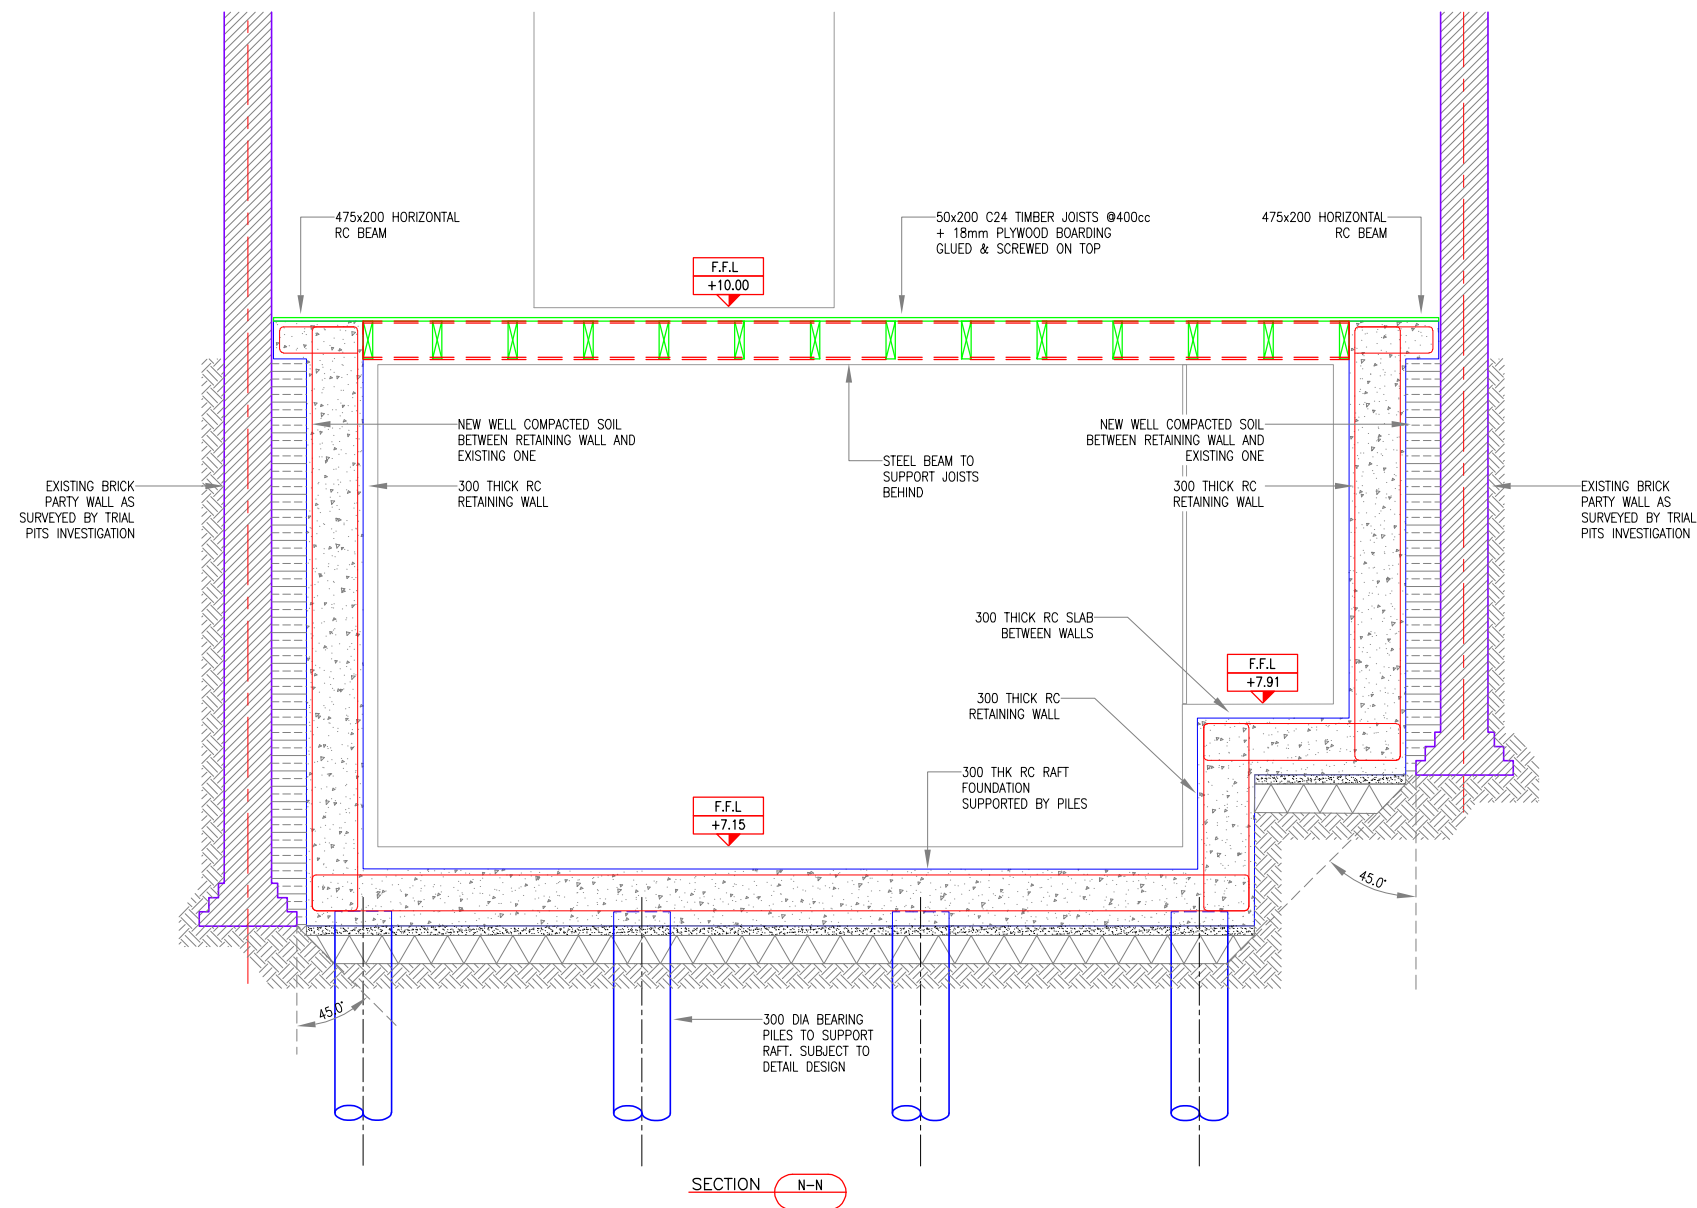 475x200 HORIZONTAL
RC BEAM
50x200 C24 TIMBER JOISTS @400cc
+ 18mm PLYWOOD BOARDING
GLUED & SCREWED ON TOP
475x200 HORIZONTAL
RC BEAM
F.F.L
+10.00
NEW WELL COMPACTED SOIL
BETWEEN RETAINING WALL AND
EXISTING ONE
NEW WELL COMPACTED SOIL
BETWEEN RETAINING WALL AND
EXISTING ONE
STEEL BEAM TO
SUPPORT JOISTS
BEHIND
EXISTING BRICK
PARTY WALL AS
SURVEYED BY TRIAL
PITS INVESTIGATION
300 THICK RC
RETAINING WALL
300 THICK RC
RETAINING WALL
EXISTING BRICK
PARTY WALL AS
SURVEYED BY TRIAL
PITS INVESTIGATION
300 THICK RC SLAB
BETWEEN WALLS
F.F.L
+7.91
300 THICK RC
RETAINING WALL
300 THK RC RAFT
FOUNDATION
SUPPORTED BY PILES
F.F.L
+7.15
45.0°
45.0°
300 DIA BEARING
PILES TO SUPPORT
RAFT. SUBJECT TO
DETAIL DESIGN
SECTION N-N